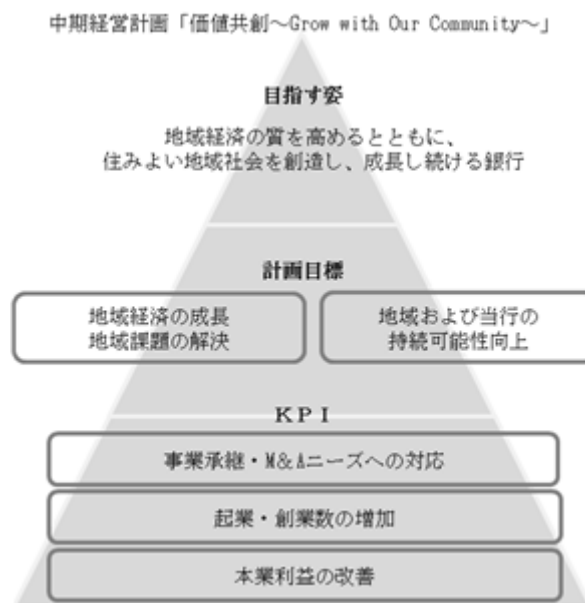 中期経営計画「価値共創～Grow with Our Community～」
目指す姿
地域経済の質を高めるとともに、
住みよい地域社会を創造し、成長し続ける銀行
計画目標
地域経済の成長
地域課題の解決
地域および当行の
持続可能性向上
ＫＰＩ
事業承継・M&Aニーズへの対応
起業・創業数の増加
本業利益の改善